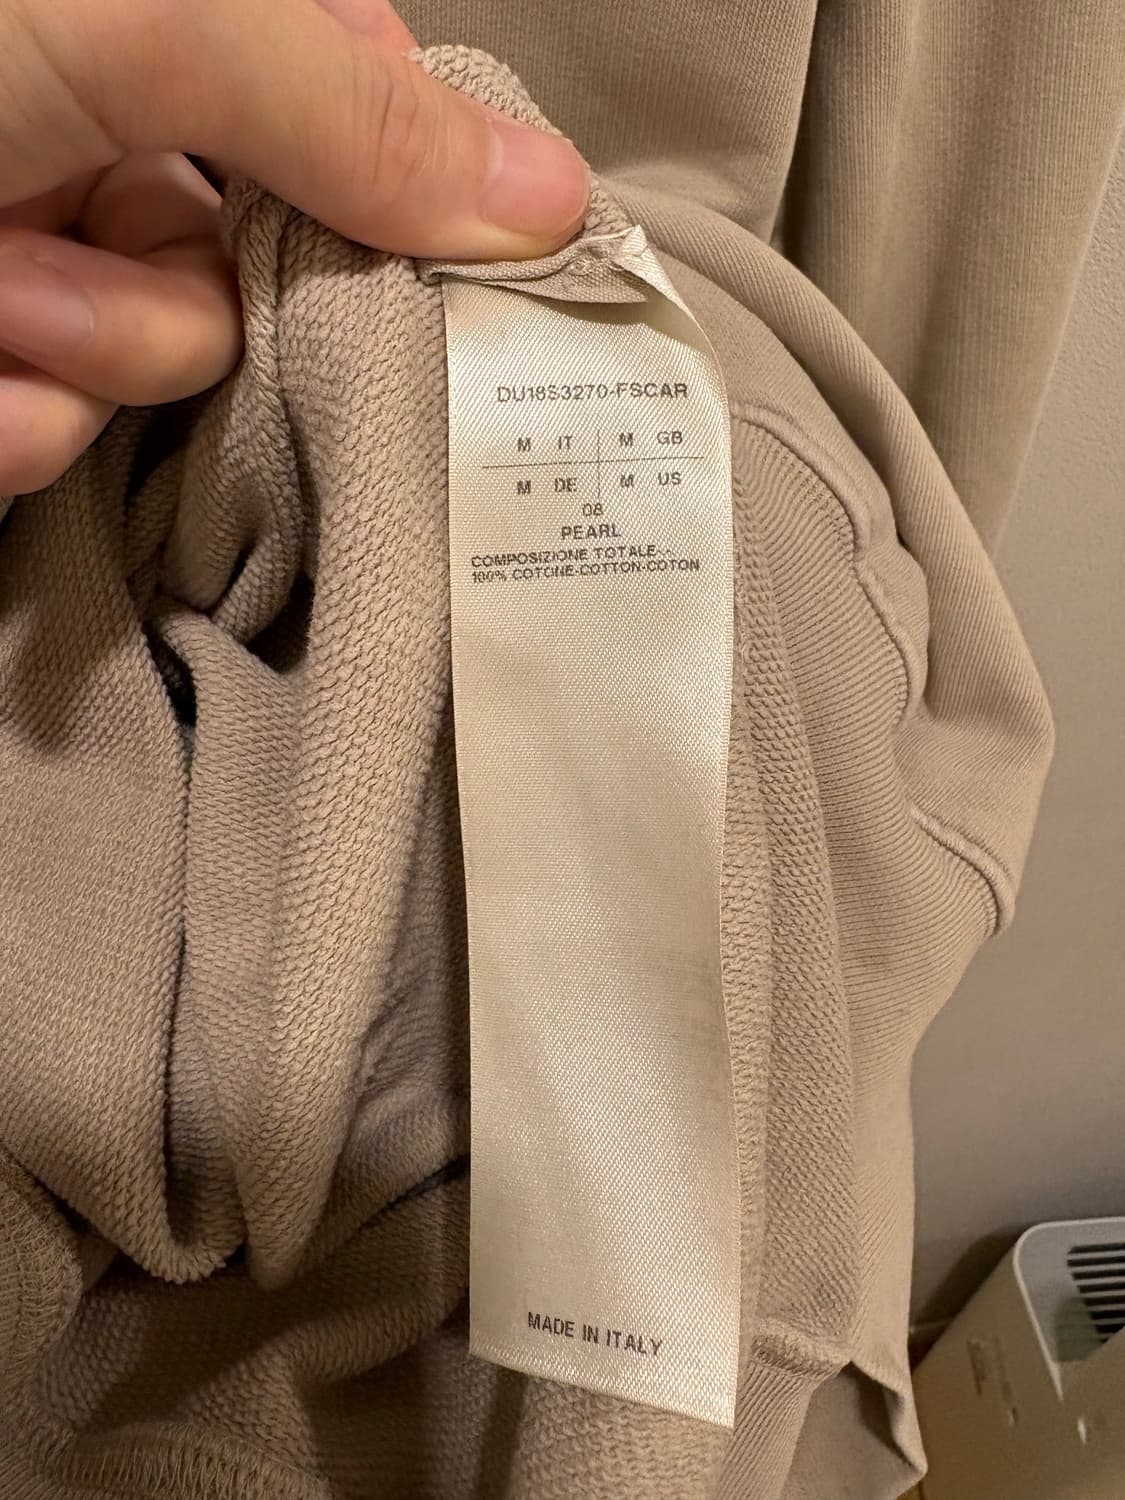 DU18S3270-FSCAR
M IT M GB
M DE M US
08
PEARL
COMPOSIZIONE TOTALE--
100% COTONE-COTTON-COTON
MADE IN ITALY